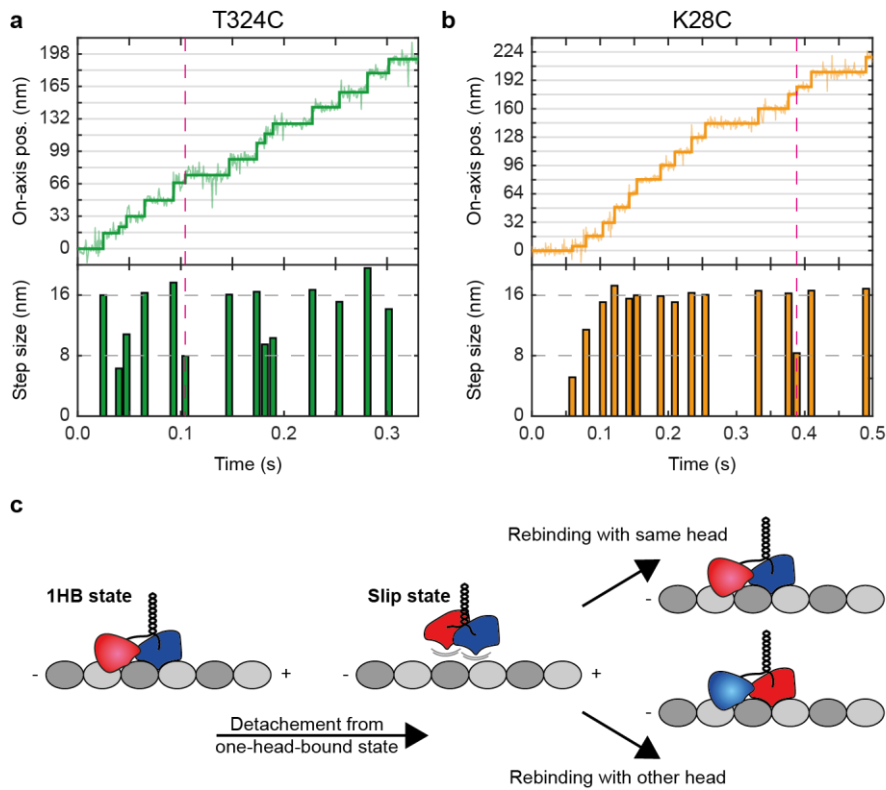 a
T324C
On-axis pos. (nm)
198
165
132
99
66
33
0
Step size (nm)
16
8
0
0.0
0.1
0.2
0.3
Time (s)
b
K28C
On-axis pos. (nm)
224
192
160
128
96
64
32
0
Step size (nm)
16
8
0
0.0
0.1
0.2
0.3
0.4
0.5
Time (s)
c
1HB state
-
+
Detachement from
one-head-bound state
Slip state
-
+
Rebinding with same head
-
-
Rebinding with other head